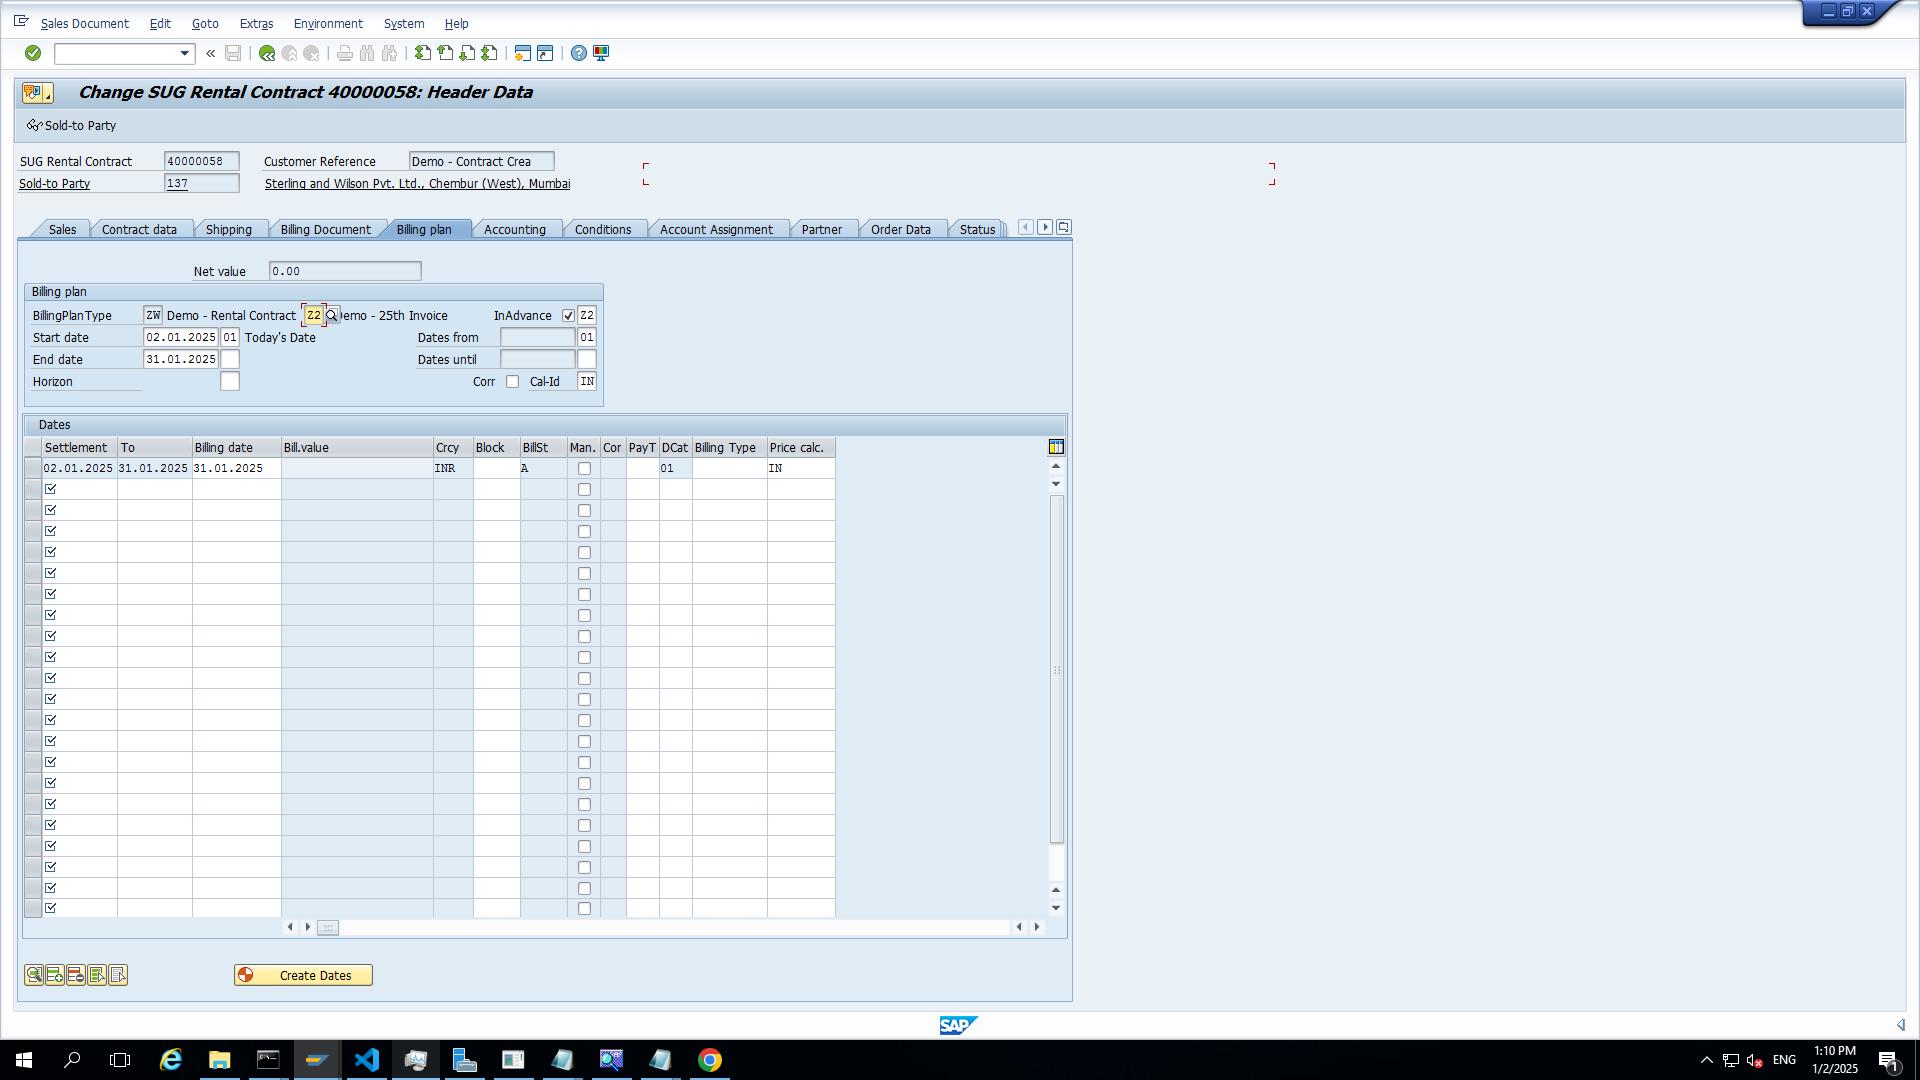 Sales Document Edit Goto Extras Environment System Help
Change SUG Rental Contract 40000058: Header Data
Sold-to Party
SUG Rental Contract 40000058 Customer Reference Demo - Contract Crea
Sold-to Party 137 Sterling and Wilson Pvt. Ltd., Chembur (West), Mumbai
Sales Contract data Shipping Billing Document Billing plan Accounting Conditions Account Assignment Partner Order Data Status
Net value 0.00
Billing plan
BillingPlanType ZW Demo - Rental Contract Z2 emo - 25th Invoice InAdvance Z2
Start date 02.01.2025 01 Today's Date Dates from 01
End date 31.01.2025 Dates until
Horizon Corr Cal-Id IN
Dates
Settlement To Billing date Bill.value Crcy Block BillSt Man. Cor PayT DCat Billing Type Price calc.
02.01.2025 31.01.2025 31.01.2025 INR A 01 IN
Create Dates
SAP
ENG 1:10 PM
1/2/2025 1